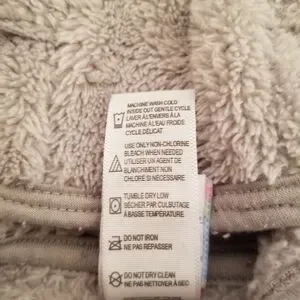 MACHINE WASH COLD
INSIDE OUT GENTLE CYCLE
LAVER À L'ENVERS À LA
MACHINE À L'EAU FROIDE
CYCLE DÉLICAT
USE ONLY NON-CHLORINE
BLEACH WHEN NEEDED
UTILISER UN AGENT DE
BLANCHIMENT NON
CHLORÉ SI NÉCESSAIRE
TUMBLE DRY LOW
SÉCHER PAR CULBUTAGE
À BASSE TEMPÉRATURE
DO NOT IRON
NE PAS REPASSER
DO NOT DRY CLEAN
NE PAS NETTOYER À SEC